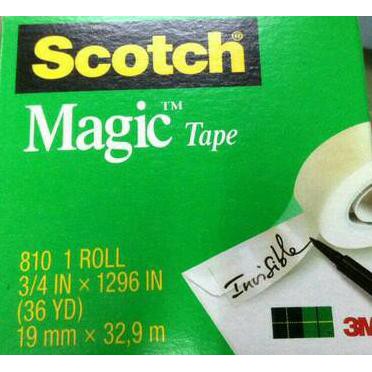 Scotch®
Magic™ Tape
810 1 ROLL
3/4 IN × 1296 IN
(36 YD)
19 mm × 32,9 m
Invisible
3M